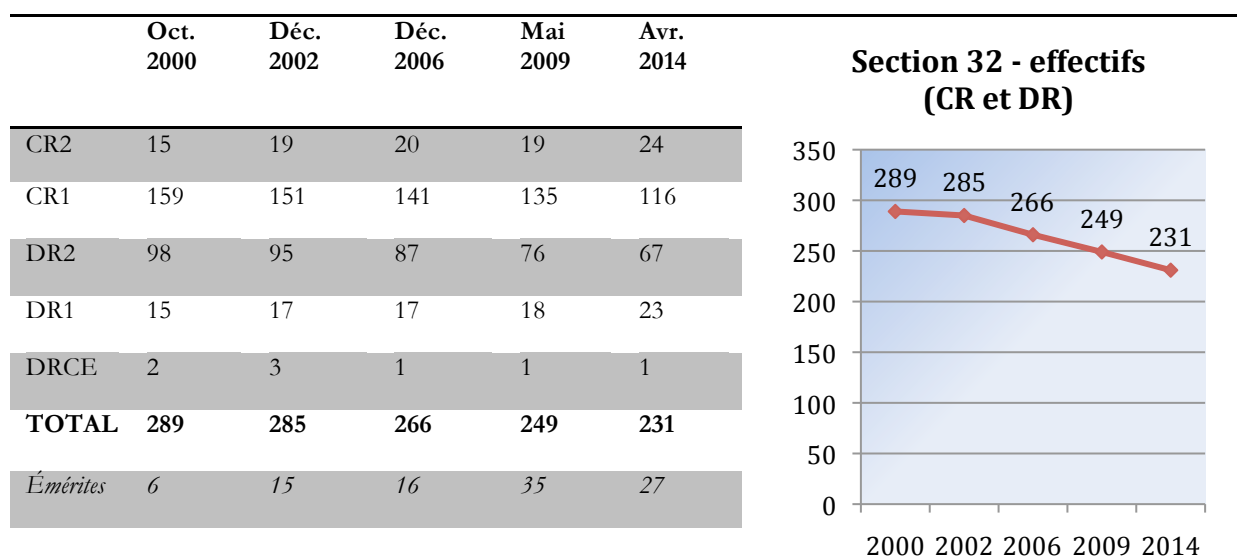 Oct. Déc. Déc. Mai Avr.
2000 2002 2006 2009 2014
CR2 15 19 20 19 24
CR1 159 151 141 135 116
DR2 98 95 87 76 67
DR1 15 17 17 18 23
DRCE 2 3 1 1 1
TOTAL 289 285 266 249 231
Émérites 6 15 16 35 27
Section 32 - effectifs
(CR et DR)
350
300
250
200
150
100
50
0
289 285 266 249 231
2000 2002 2006 2009 2014